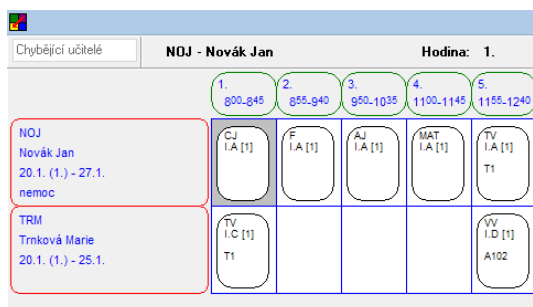 Chybějící učitelé
NOJ - Novák Jan
Hodina: 1.
1.
800-845
2.
855-940
3.
950-1035
4.
1100-1145
5.
1155-1240
NOJ
Novák Jan
20.1. (1.) - 27.1.
nemoc
CJ
I.A [1]
F
I.A [1]
AJ
I.A [1]
MAT
I.A [1]
TV
I.A [1]
T1
TRM
Trnková Marie
20.1. (1.) - 25.1.
TV
I.C [1]
T1
VV
I.D [1]
A102